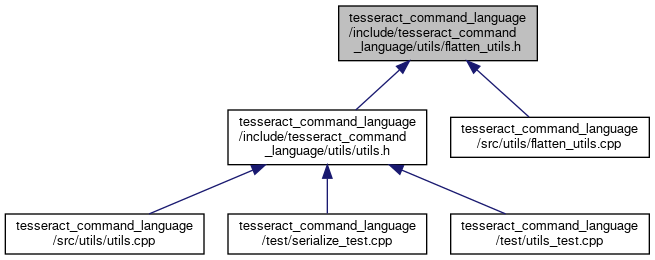 tesseract_command_language
/include/tesseract_command
_language/utils/flatten_utils.h
tesseract_command_language
/include/tesseract_command
_language/utils/utils.h
tesseract_command_language
/src/utils/flatten_utils.cpp
tesseract_command_language
/src/utils/utils.cpp
tesseract_command_language
/test/serialize_test.cpp
tesseract_command_language
/test/utils_test.cpp